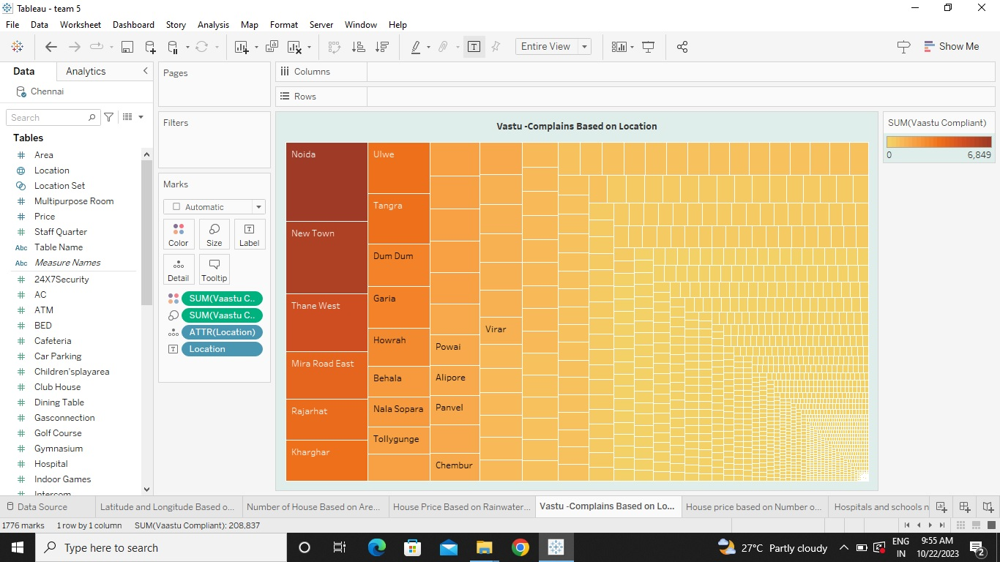 Tableau - team 5
File Data Worksheet Dashboard Story Analysis Map Format Server Window Help
Entire View
Show Me
Data Analytics
Chennai
Search
Tables
Area
Location
Location Set
Multipurpose Room
Price
Staff Quarter
Abc Table Name
Abc Measure Names
24X7Security
AC
ATM
BED
Cafeteria
Car Parking
Children'splayarea
Club House
Dining Table
Gasconnection
Golf Course
Gymnasium
Hospital
Indoor Games
Intercom
Pages
Filters
Marks
Automatic
Color Size Label
Detail Tooltip
SUM(Vaastu C..
SUM(Vaastu C..
ATTR(Location)
Location
Columns
Rows
Vastu -Complains Based on Location
Noida
New Town
Thane West
Mira Road East
Rajarhat
Kharghar
Ulwe
Tangra
Dum Dum
Garia
Howrah
Behala
Nala Sopara
Tollygunge
Powai
Alipore
Panvel
Chembur
Virar
SUM(Vaastu Compliant)
0 6,849
Data Source Latitude and Longitude Based o... Number of House Based on Are... House Price Based on Rainwater... Vastu -Complains Based on Lo... House price based on Number o... Hospitals and schools n
1776 marks 1 row by 1 column SUM(Vaastu Compliant): 208,837
Type here to search
27°C Partly cloudy
ENG
IN
9:55 AM
10/22/2023
2